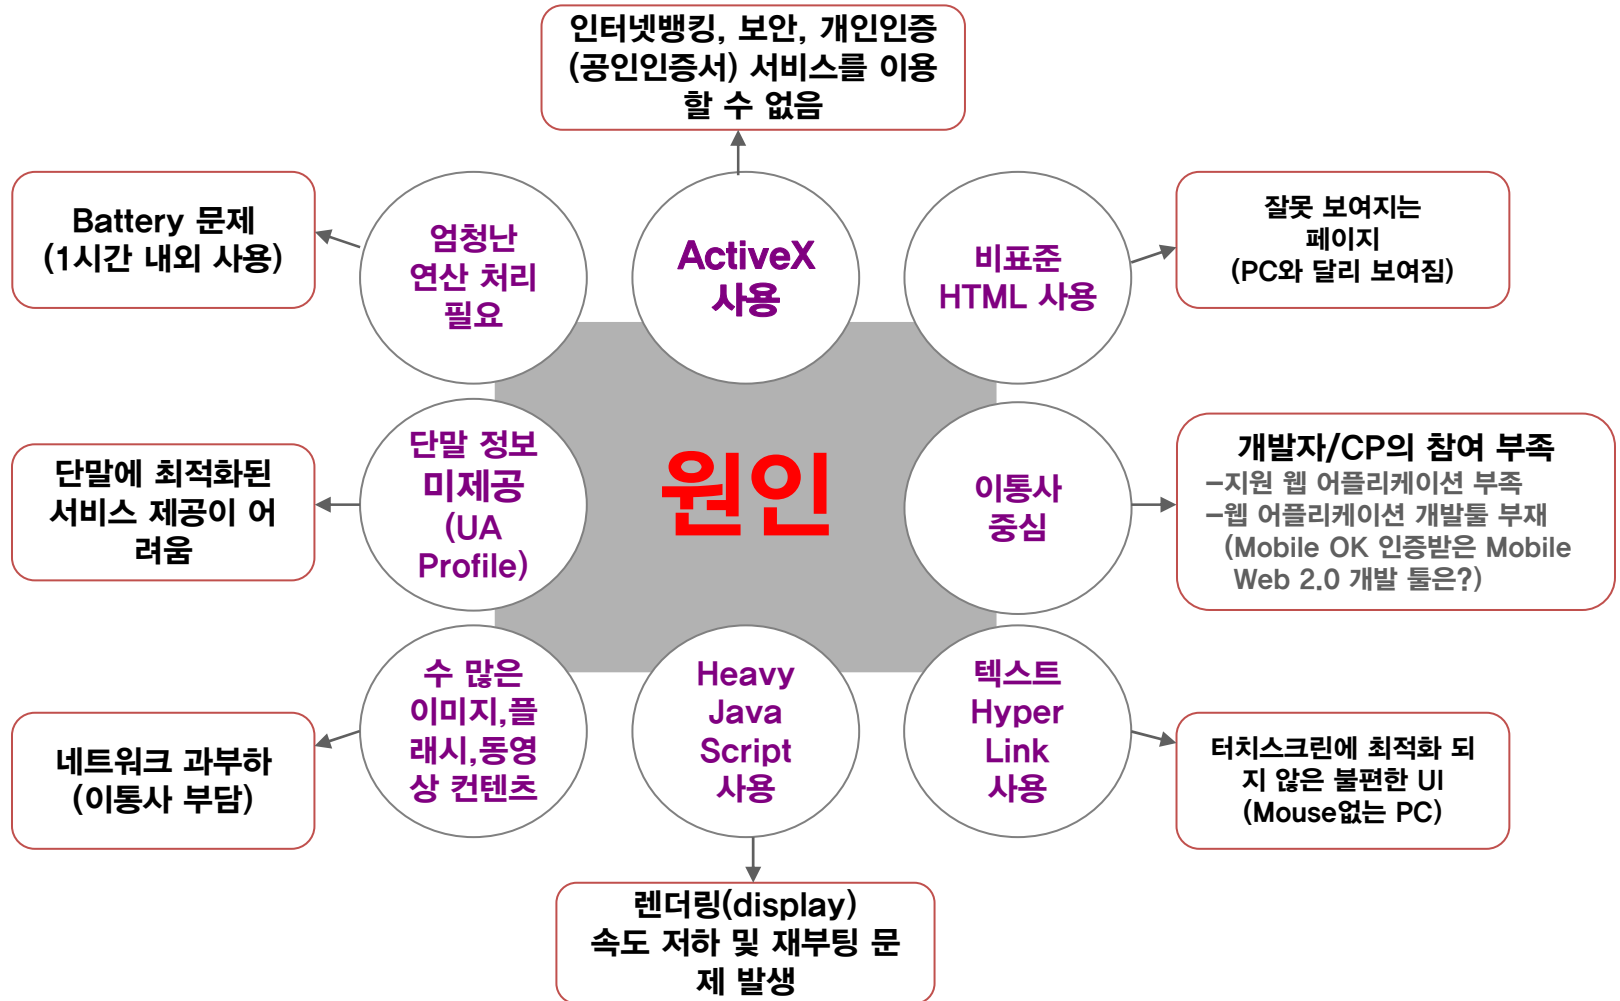 인터넷뱅킹, 보안, 개인인증
(공인인증서) 서비스를 이용
할 수 없음
Battery 문제
(1시간 내외 사용)
엄청난
연산 처리
필요
ActiveX
사용
비표준
HTML 사용
잘못 보여지는
페이지
(PC와 달리 보여짐)
단말에 최적화된
서비스 제공이 어
려움
단말 정보
미제공
(UA
Profile)
원인
이통사
중심
개발자/CP의 참여 부족
-지원 웹 어플리케이션 부족
-웹 어플리케이션 개발툴 부재
(Mobile OK 인증받은 Mobile
Web 2.0 개발 툴은?)
네트워크 과부하
(이통사 부담)
수 많은
이미지,플
래시,동영
상 컨텐츠
Heavy
Java
Script
사용
텍스트
Hyper
Link
사용
터치스크린에 최적화 되
지 않은 불편한 UI
(Mouse없는 PC)
렌더링(display)
속도 저하 및 재부팅 문
제 발생